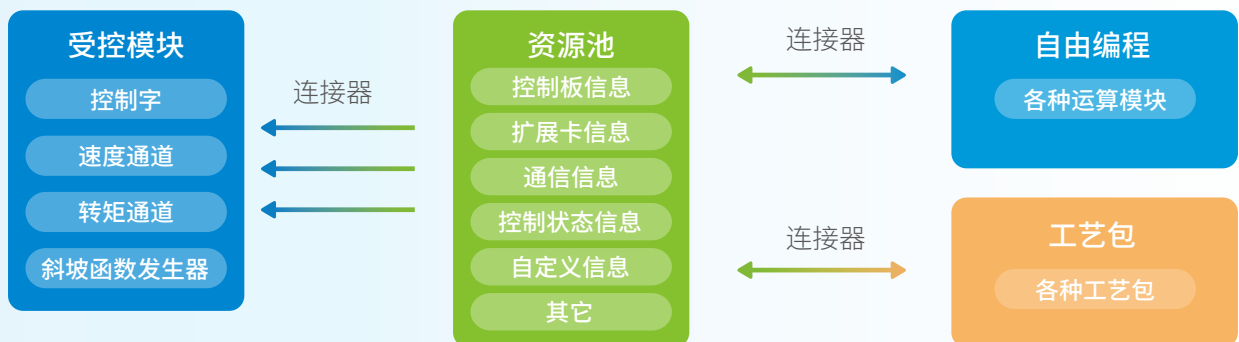 受控模块
控制字
速度通道
转矩通道
斜坡函数发生器
连接器
资源池
控制板信息
扩展卡信息
通信信息
控制状态信息
自定义信息
其它
连接器
自由编程
各种运算模块
连接器
工艺包
各种工艺包